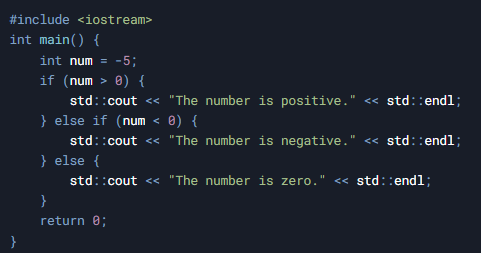 #include <iostream>
int main() {
    int num = -5;
    if (num > 0) {
        std::cout << "The number is positive." << std::endl;
    } else if (num < 0) {
        std::cout << "The number is negative." << std::endl;
    } else {
        std::cout << "The number is zero." << std::endl;
    }
    return 0;
}